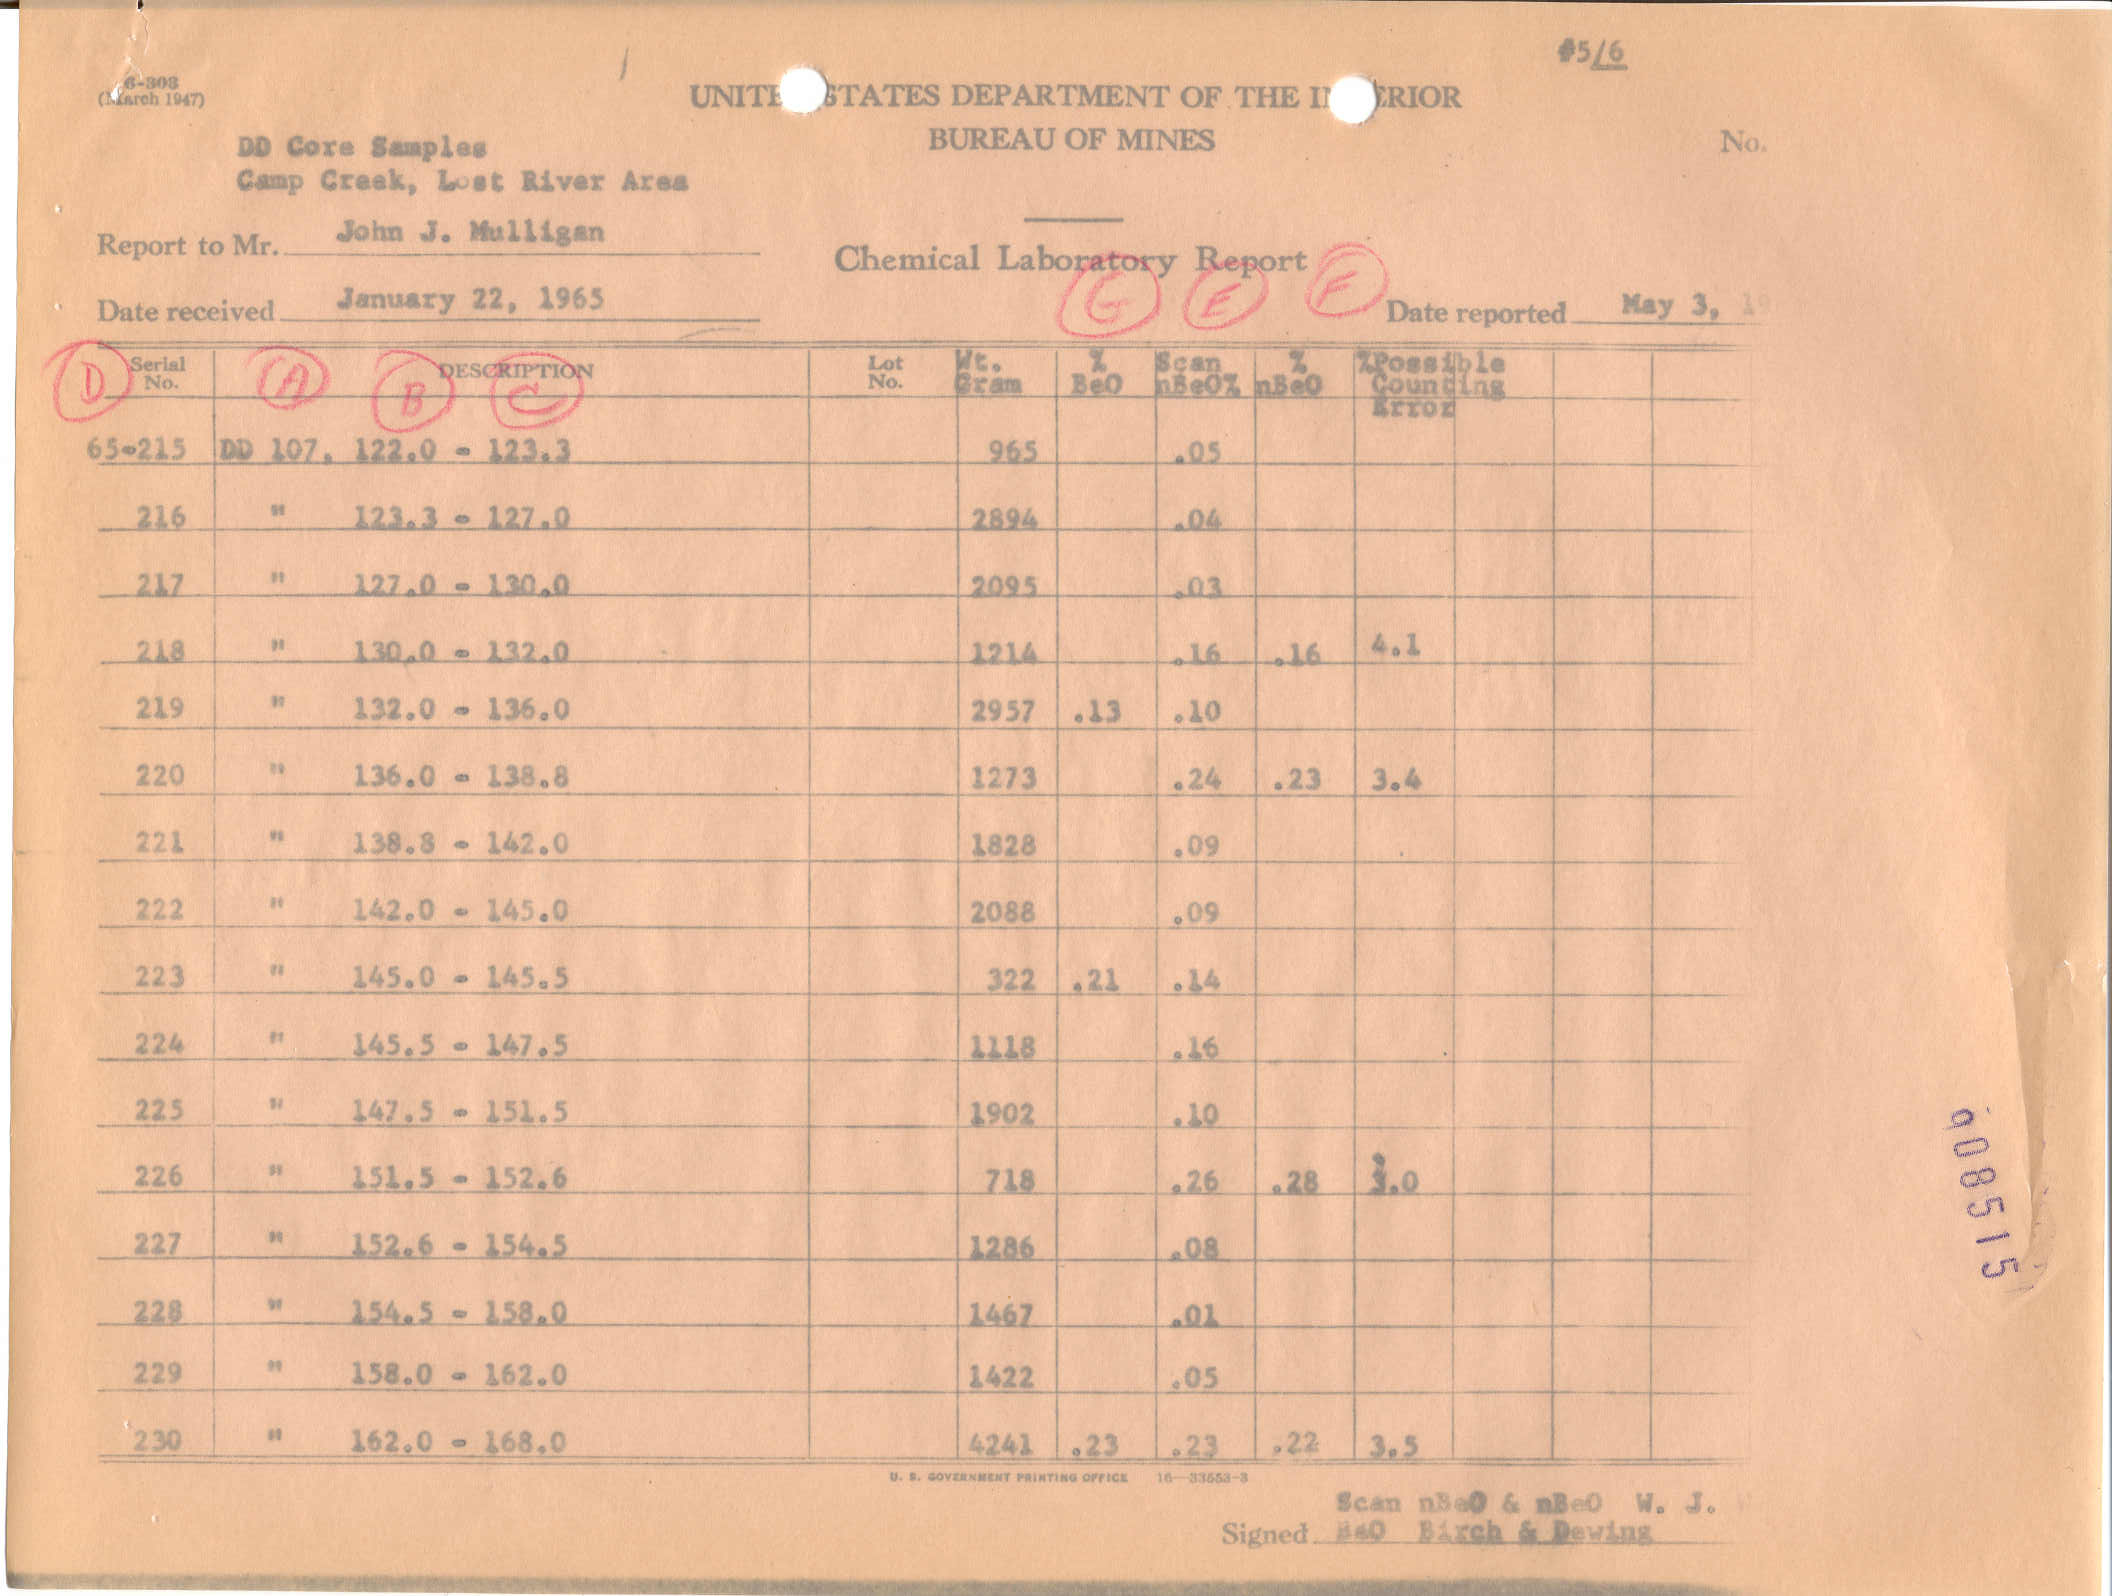 #5/6
6-303
(March 1947)
UNITED STATES DEPARTMENT OF THE INTERIOR
BUREAU OF MINES
No.
DD Core Samples
Camp Creek, Lost River Area
Report to Mr. John J. Mulligan
Chemical Laboratory Report
Date received January 22, 1965
Date reported May 3, 19
G E F
D A B C
Serial No. DESCRIPTION Lot No. Wt. Gram % BeO Scan nBeO% % nBeO %Possible Counting Error
65-215 DD 107, 122.0 - 123.3 965 .05
216 " 123.3 - 127.0 2894 .04
217 " 127.0 - 130.0 2095 .03
218 " 130.0 - 132.0 1214 .16 .16 4.1
219 " 132.0 - 136.0 2957 .13 .10
220 " 136.0 - 138.8 1273 .24 .23 3.4
221 " 138.8 - 142.0 1828 .09
222 " 142.0 - 145.0 2088 .09
223 " 145.0 - 145.5 322 .21 .14
224 " 145.5 - 147.5 1118 .16
225 " 147.5 - 151.5 1902 .10
226 " 151.5 - 152.6 718 .26 .28 3.0
227 " 152.6 - 154.5 1286 .08
228 " 154.5 - 158.0 1467 .01
229 " 158.0 - 162.0 1422 .05
230 " 162.0 - 168.0 4241 .23 .23 .22 3.5
U. S. GOVERNMENT PRINTING OFFICE 16—33553-3
Scan nBeO & nBeO W. J.
Signed BeO Birch & Dewing
908515